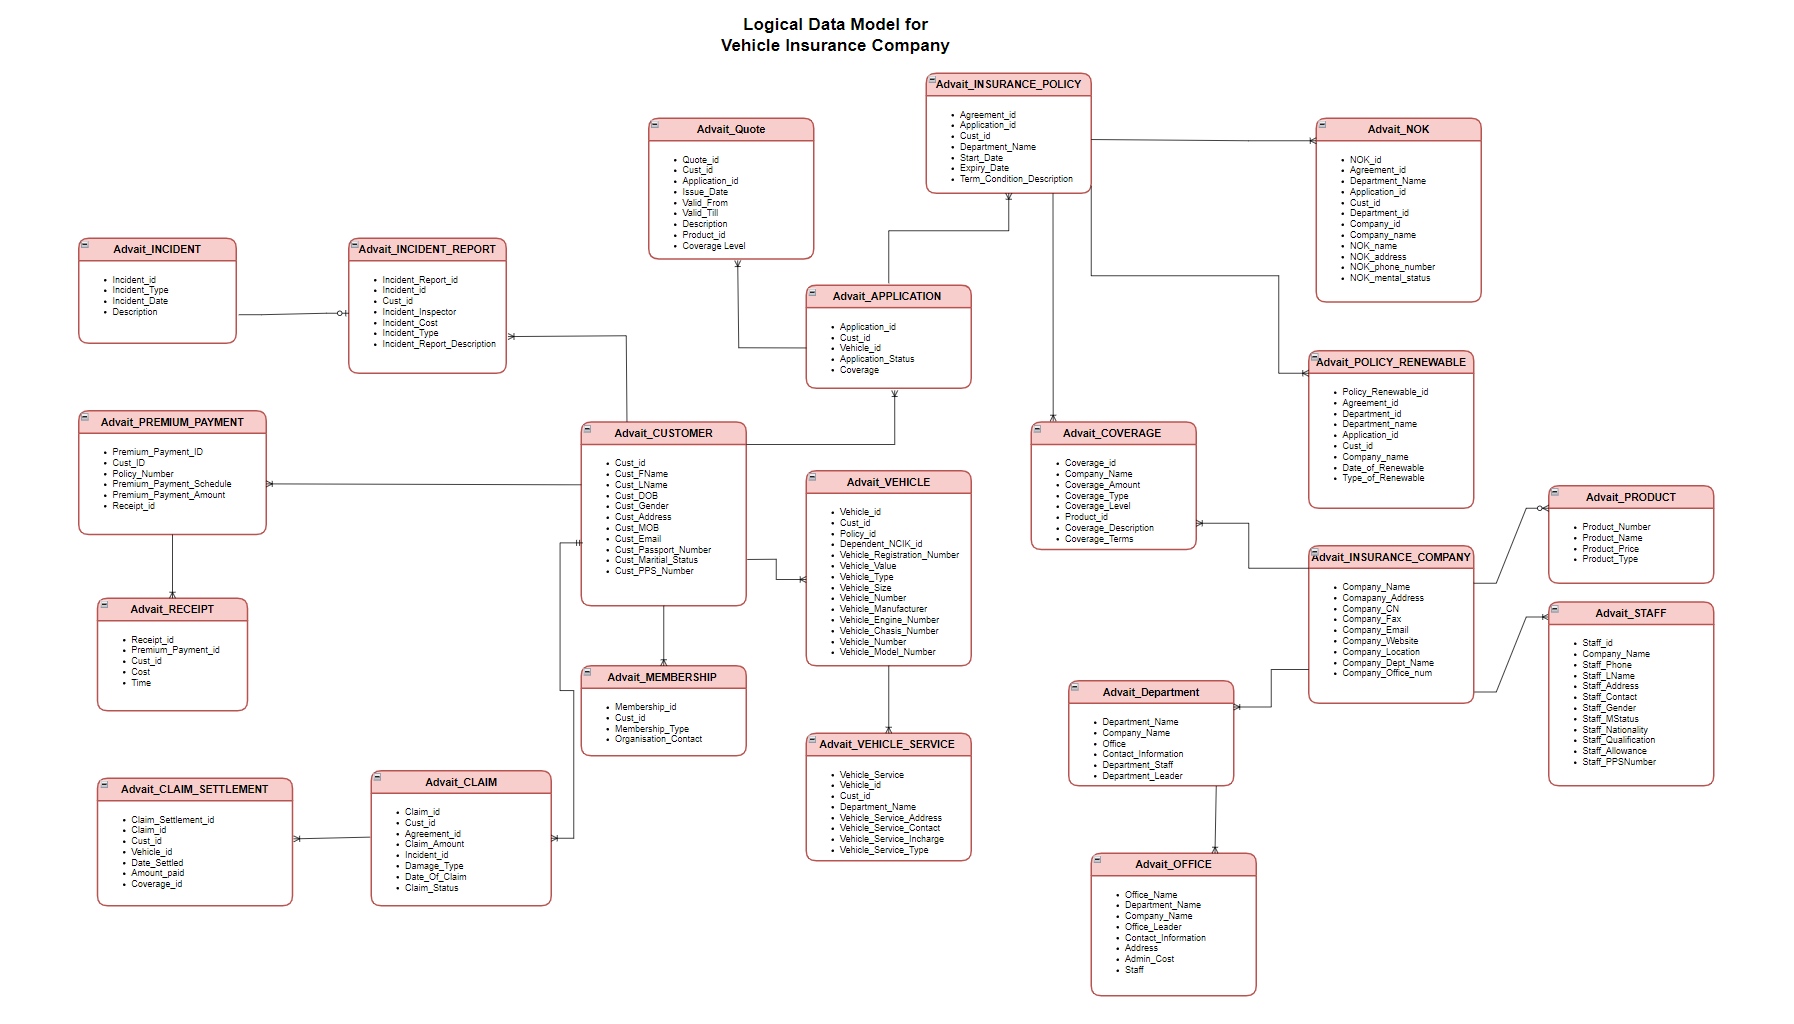 Logical Data Model for
Vehicle Insurance Company
Advait_INSURANCE_POLICY
Agreement_id
Application_id
Cust_id
Department_Name
Start_Date
Expiry_Date
Term_Condition_Description
Advait_Quote
Quote_id
Cust_id
Application_id
Issue_Date
Valid_From
Valid_Till
Description
Product_id
Coverage Level
Advait_NOK
NOK_id
Agreement_id
Department_Name
Application_id
Cust_id
Department_id
Company_id
Company_name
NOK_name
NOK_address
NOK_phone_number
NOK_mental_status
Advait_INCIDENT
Incident_id
Incident_Type
Incident_Date
Description
Advait_INCIDENT_REPORT
Incident_Report_id
Incident_id
Cust_id
Incident_Inspector
Incident_Cost
Incident_Type
Incident_Report_Description
Advait_APPLICATION
Application_id
Cust_id
Vehicle_id
Application_Status
Coverage
Advait_POLICY_RENEWABLE
Policy_Renewable_id
Agreement_id
Department_id
Department_name
Application_id
Cust_id
Company_name
Date_of_Renewable
Type_of_Renewable
Advait_PREMIUM_PAYMENT
Premium_Payment_ID
Cust_ID
Policy_Number
Premium_Payment_Schedule
Premium_Payment_Amount
Receipt_id
Advait_CUSTOMER
Cust_id
Cust_FName
Cust_LName
Cust_DOB
Cust_Gender
Cust_Address
Cust_MOB
Cust_Email
Cust_Passport_Number
Cust_Maritial_Status
Cust_PPS_Number
Advait_COVERAGE
Coverage_id
Company_Name
Coverage_Amount
Coverage_Type
Coverage_Level
Product_id
Coverage_Description
Coverage_Terms
Advait_VEHICLE
Vehicle_id
Cust_id
Policy_id
Dependent_NCIK_id
Vehicle_Registration_Number
Vehicle_Value
Vehicle_Type
Vehicle_Size
Vehicle_Number
Vehicle_Manufacturer
Vehicle_Engine_Number
Vehicle_Chasis_Number
Vehicle_Number
Vehicle_Model_Number
Advait_PRODUCT
Product_Number
Product_Name
Product_Price
Product_Type
Advait_INSURANCE_COMPANY
Company_Name
Comapany_Address
Company_CN
Company_Fax
Company_Email
Company_Website
Company_Location
Company_Dept_Name
Company_Office_num
Advait_RECEIPT
Receipt_id
Premium_Payment_id
Cust_id
Cost
Time
Advait_STAFF
Staff_id
Company_Name
Staff_Phone
Staff_LName
Staff_Address
Staff_Contact
Staff_Gender
Staff_MStatus
Staff_Nationality
Staff_Qualification
Staff_Allowance
Staff_PPSNumber
Advait_MEMBERSHIP
Membership_id
Cust_id
Membership_Type
Organisation_Contact
Advait_Department
Department_Name
Company_Name
Office
Contact_Information
Department_Staff
Department_Leader
Advait_VEHICLE_SERVICE
Vehicle_Service
Vehicle_id
Cust_id
Department_Name
Vehicle_Service_Address
Vehicle_Service_Contact
Vehicle_Service_Incharge
Vehicle_Service_Type
Advait_CLAIM_SETTLEMENT
Claim_Settlement_id
Claim_id
Cust_id
Vehicle_id
Date_Settled
Amount_paid
Coverage_id
Advait_CLAIM
Claim_id
Cust_id
Agreement_id
Claim_Amount
Incident_id
Damage_Type
Date_Of_Claim
Claim_Status
Advait_OFFICE
Office_Name
Department_Name
Company_Name
Office_Leader
Contact_Information
Address
Admin_Cost
Staff